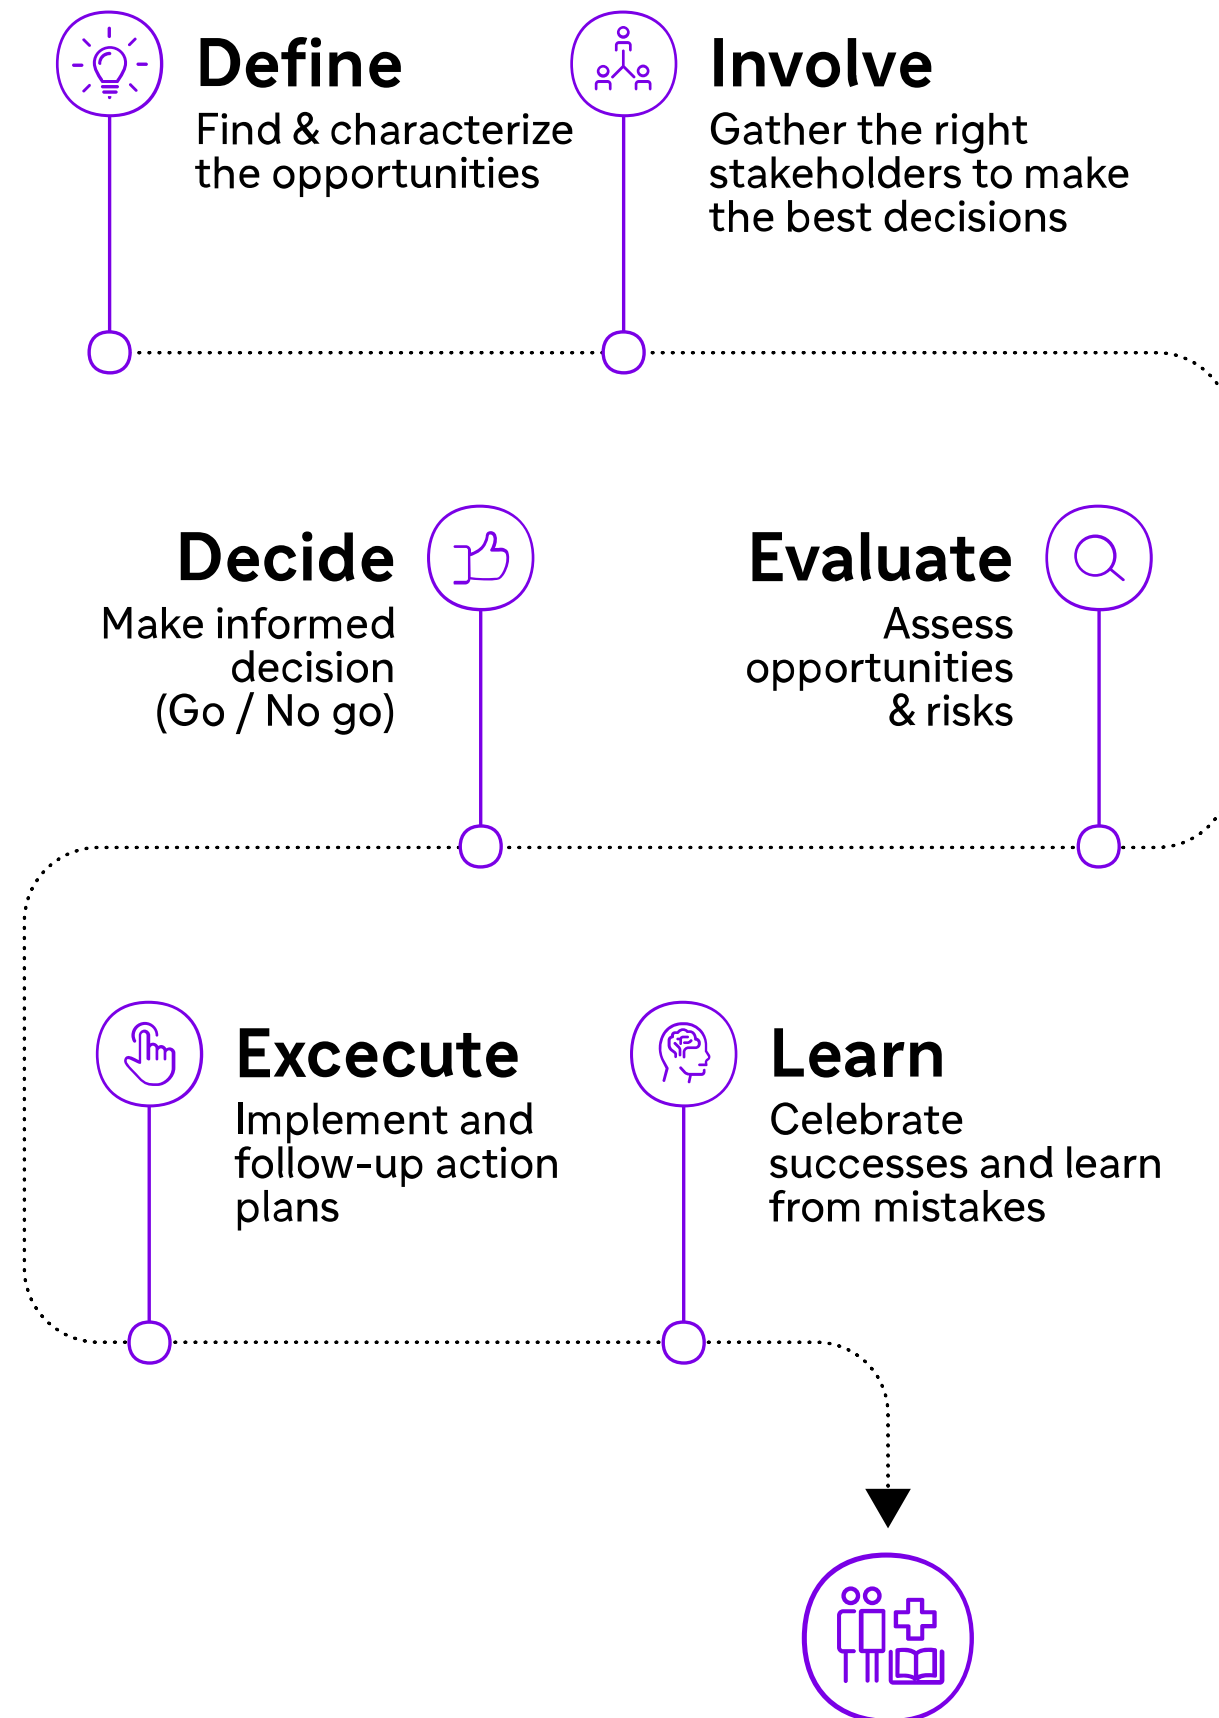 Define
Find & characterize
the opportunities
Involve
Gather the right
stakeholders to make
the best decisions
Evaluate
Assess
opportunities
& risks
Decide
Make informed
decision
(Go / No go)
Excecute
Implement and
follow-up action
plans
Learn
Celebrate
successes and learn
from mistakes